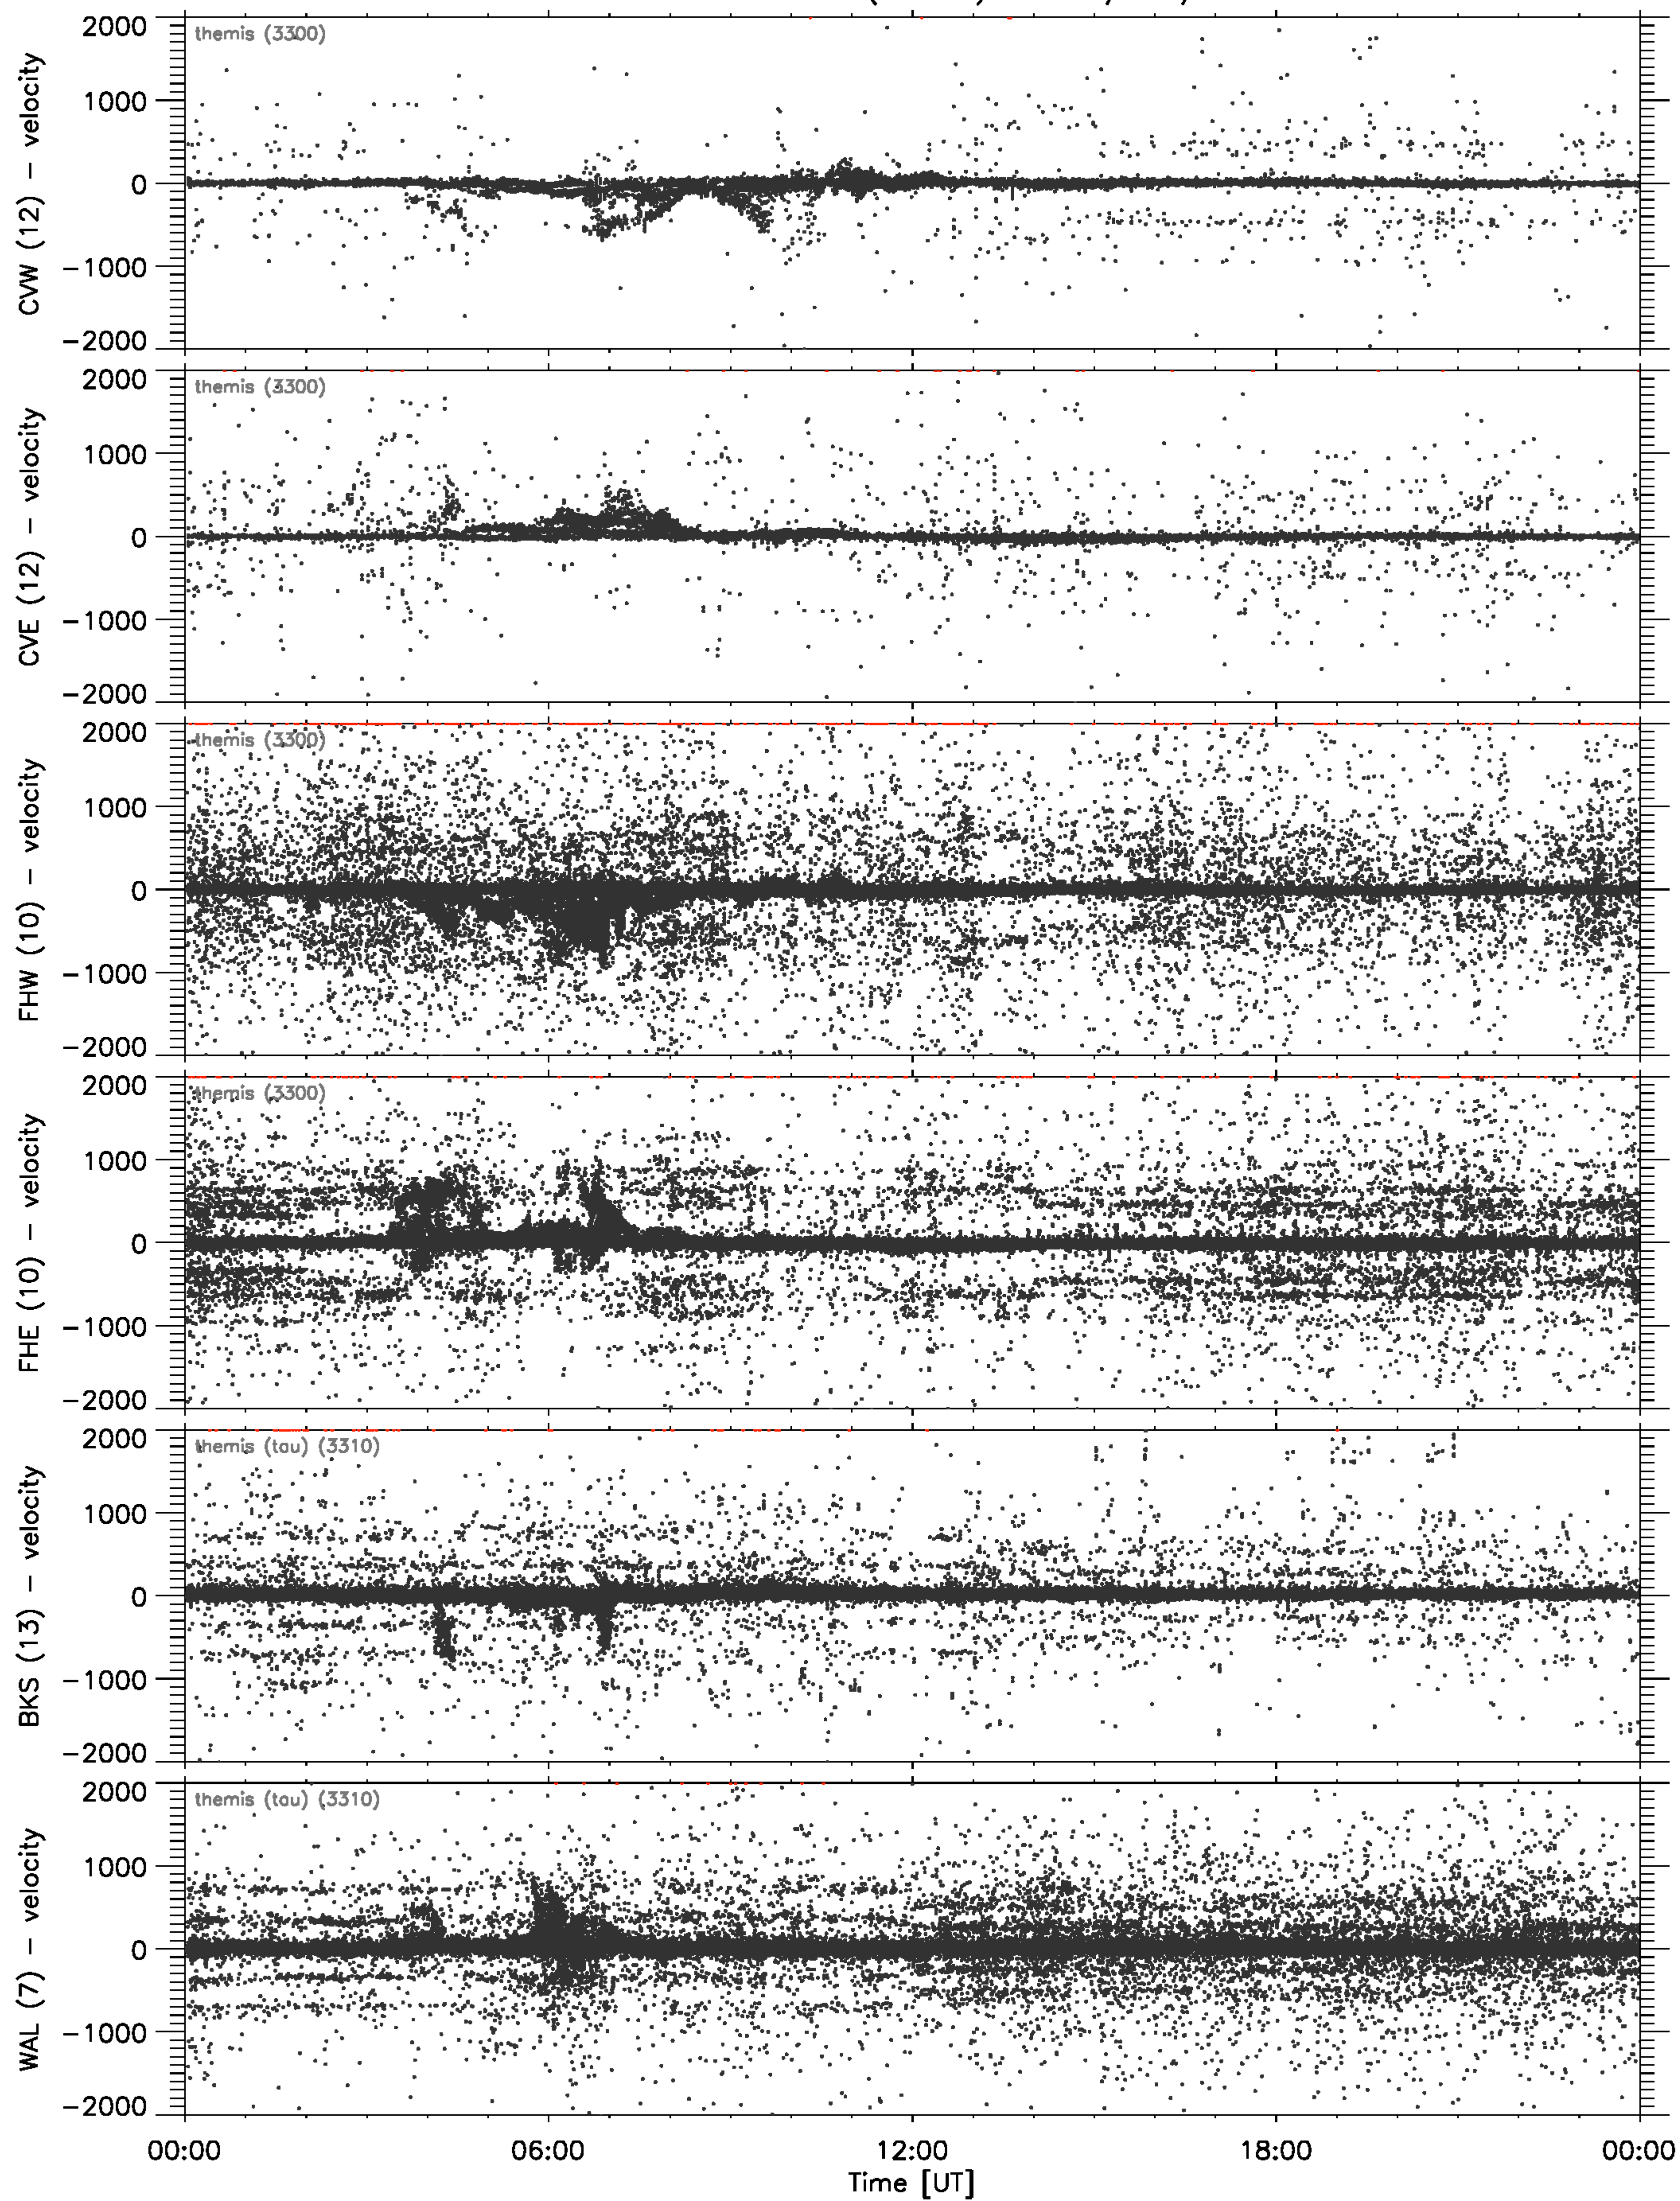 2000
1000
0
−1000
−2000
CVW (12) − velocity
themis (3300)
2000
1000
0
−1000
−2000
CVE (12) − velocity
themis (3300)
2000
1000
0
−1000
−2000
FHW (10) − velocity
themis (3300)
2000
1000
0
−1000
−2000
FHE (10) − velocity
themis (3300)
2000
1000
0
−1000
−2000
BKS (13) − velocity
themis (tau) (3310)
2000
1000
0
−1000
−2000
WAL (7) − velocity
themis (tau) (3310)
00:00 06:00 12:00 18:00 00:00
Time [UT]